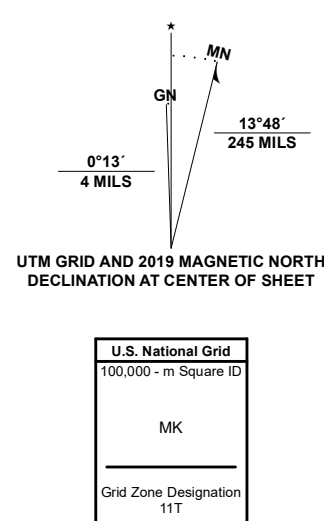 ★
MN
GN
13°48´
245 MILS
0°13´
4 MILS
UTM GRID AND 2019 MAGNETIC NORTH
DECLINATION AT CENTER OF SHEET
U.S. National Grid
100,000 - m Square ID
MK
Grid Zone Designation
11T